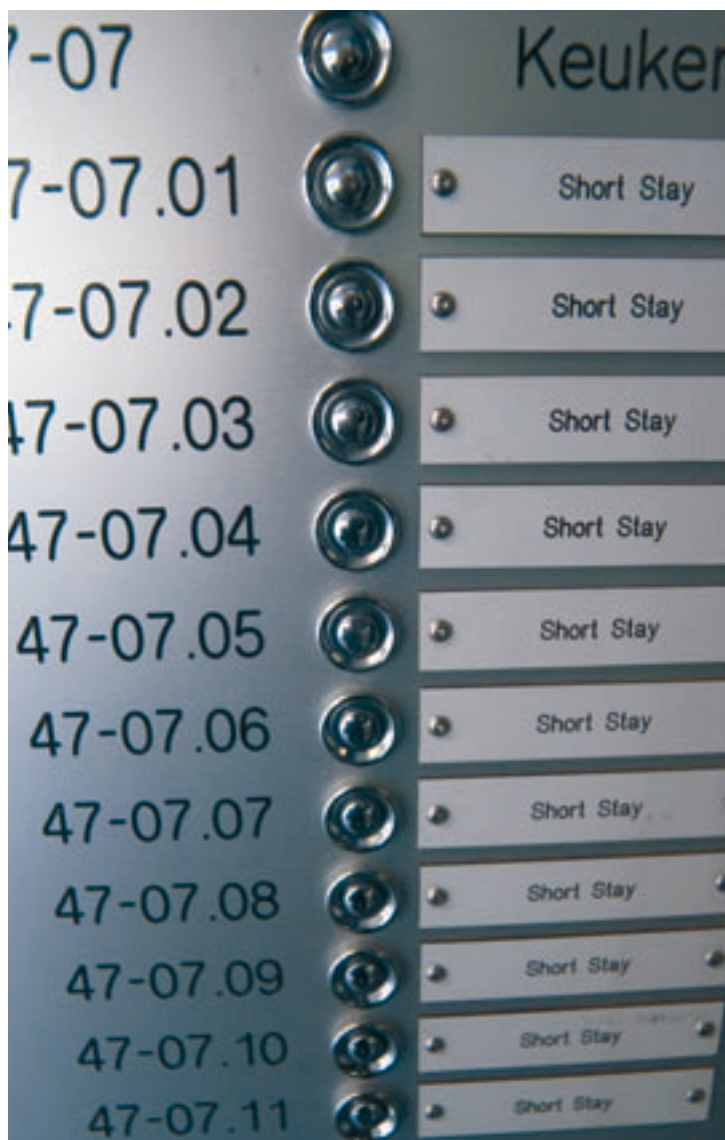 7-07 Keuken
7-07.01 Short Stay
47-07.02 Short Stay
47-07.03 Short Stay
47-07.04 Short Stay
47-07.05 Short Stay
47-07.06 Short Stay
47-07.07 Short Stay
47-07.08 Short Stay
47-07.09 Short Stay
47-07.10 Short Stay
47-07.11 Short Stay